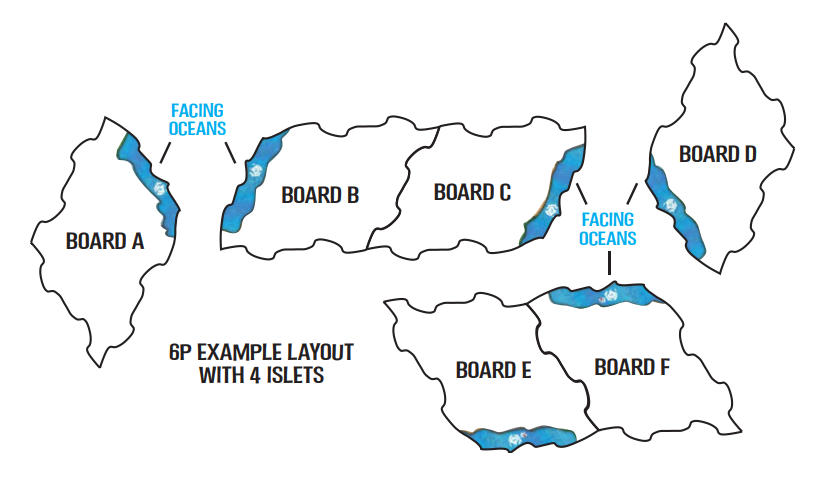 FACING
OCEANS
BOARD D
BOARD B
BOARD C
FACING
OCEANS
BOARD A
6P EXAMPLE LAYOUT
WITH 4 ISLETS
BOARD E
BOARD F